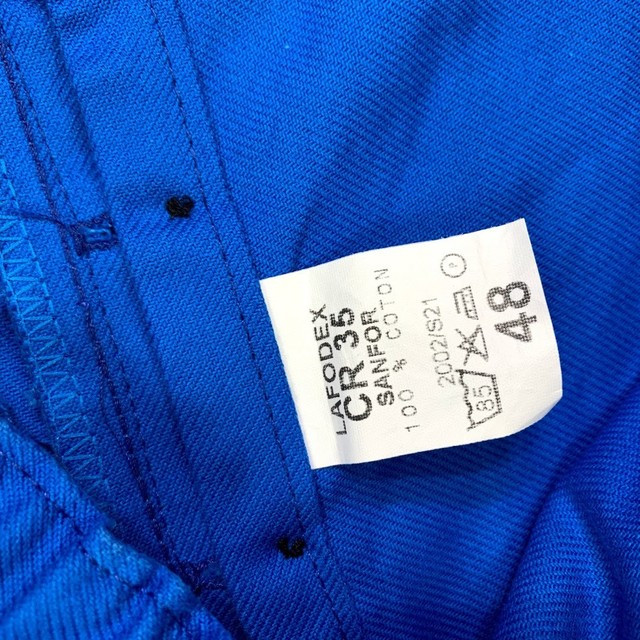 LAFODEX
CR 35
SANFOR
100 % COTON
2002/S21
P
85
48